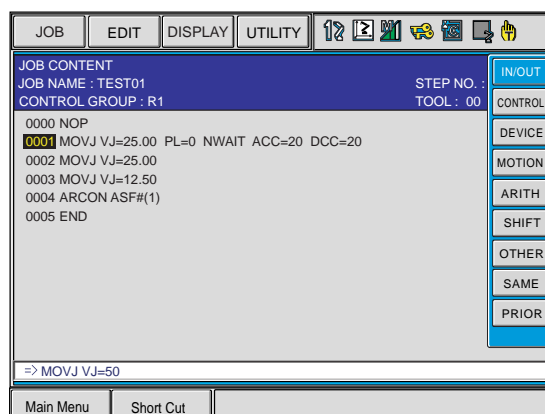 JOB EDIT DISPLAY UTILITY
JOB CONTENT
JOB NAME : TEST01 STEP NO. :
CONTROL GROUP : R1 TOOL : 00
0000 NOP
0001 MOVJ VJ=25.00 PL=0 NWAIT ACC=20 DCC=20
0002 MOVJ VJ=25.00
0003 MOVJ VJ=12.50
0004 ARCON ASF#(1)
0005 END
IN/OUT
CONTROL
DEVICE
MOTION
ARITH
SHIFT
OTHER
SAME
PRIOR
=> MOVJ VJ=50
Main Menu Short Cut